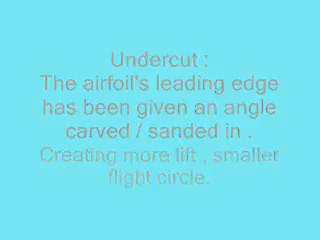 Undercut :
The airfoil's leading edge
has been given an angle
carved / sanded in .
Creating more lift , smaller
flight circle.